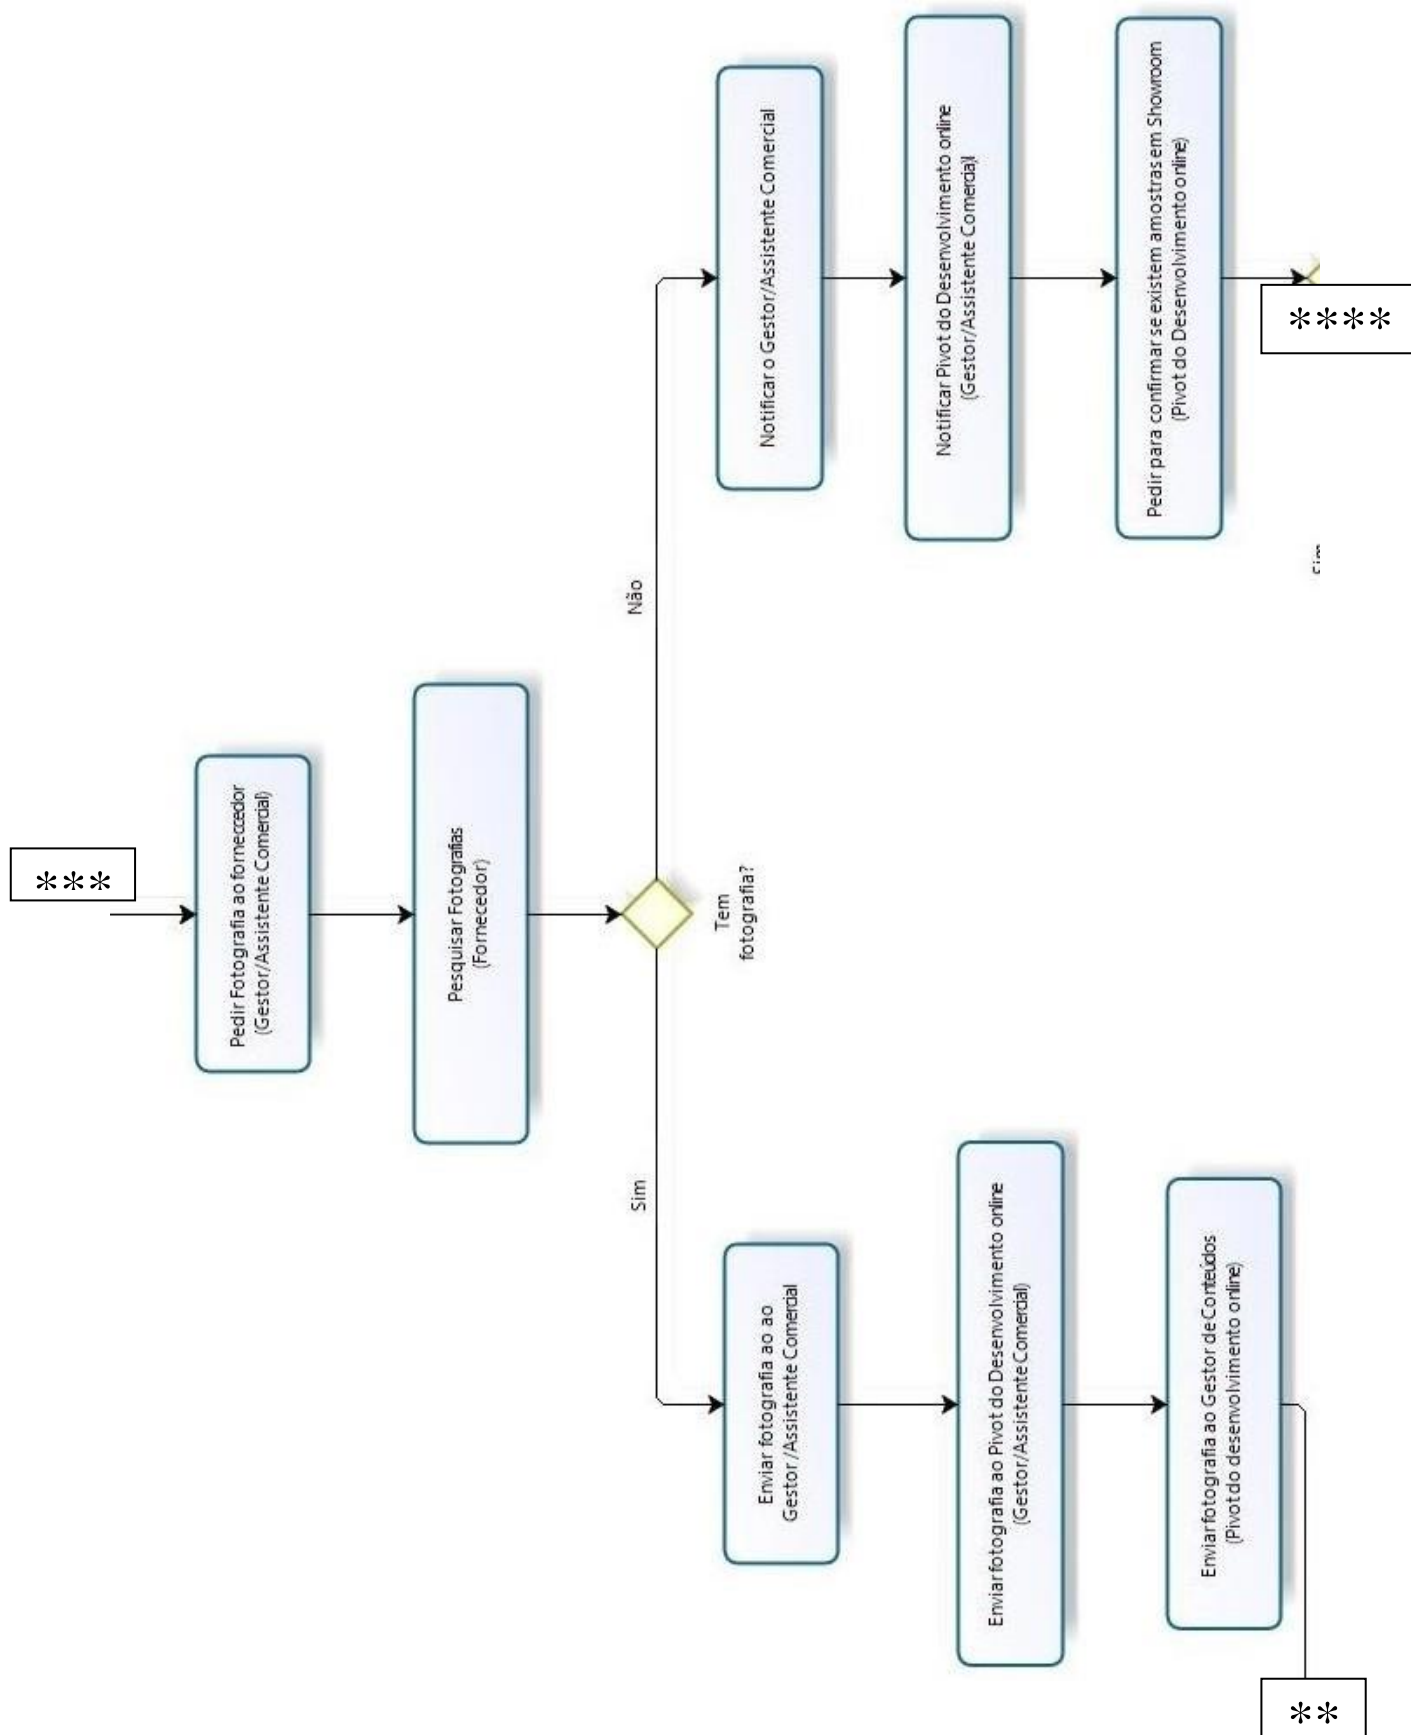 ***
Pedir Fotografia ao forneccedor
(Gestor/Assistente Comercial)
Pesquisar Fotografias
(Fornecedor)
Tem
fotografia?
Sim
Enviar fotografia ao ao
Gestor /Assistente Comercial
Enviar fotografia ao Pivot do Desenvolvimento online
(Gestor/Assistente Comercial)
Enviar fotografia ao Gestor de Conteúdos
(Pivot do desenvolvimento online)
**
Não
Notificar o Gestor/Assistente Comercial
Notificar Pivot do Desenvolvimento online
(Gestor/Assistente Comercial)l
Pedir para confirmar se existem amostras em Showroom
(Pivot do Desenvolvimento online)
****
Sim